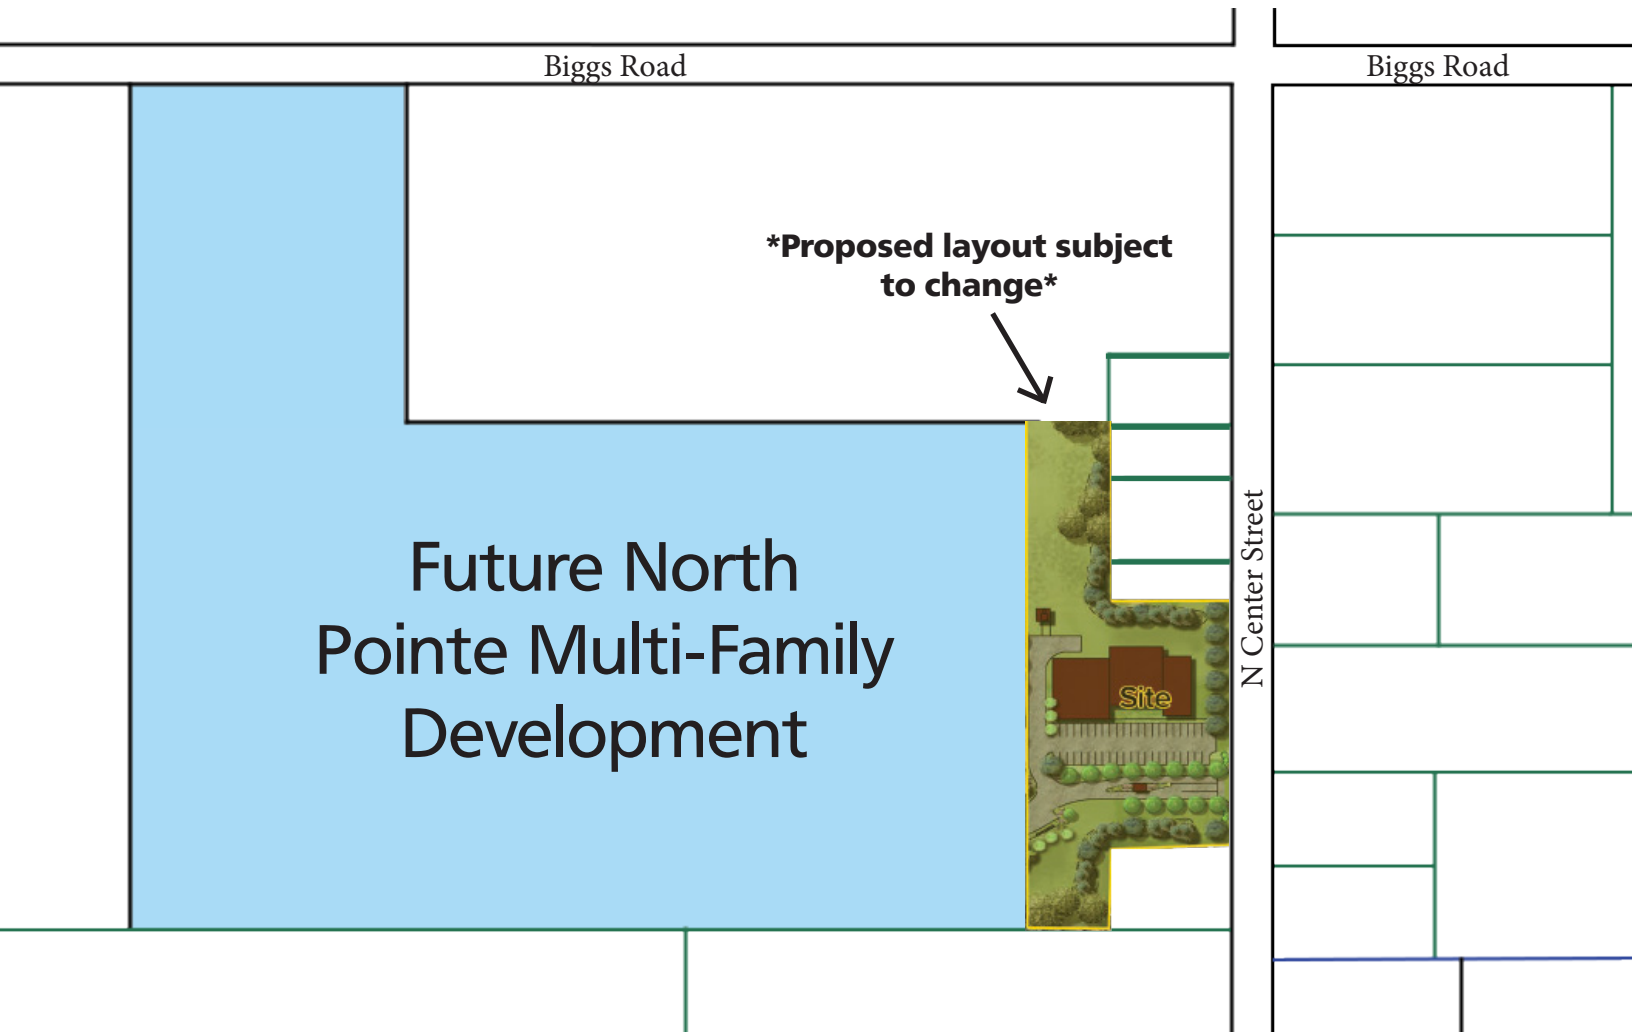 Biggs Road
Biggs Road
*Proposed layout subject
to change*
Future North
Pointe Multi-Family
Development
Site
N Center Street